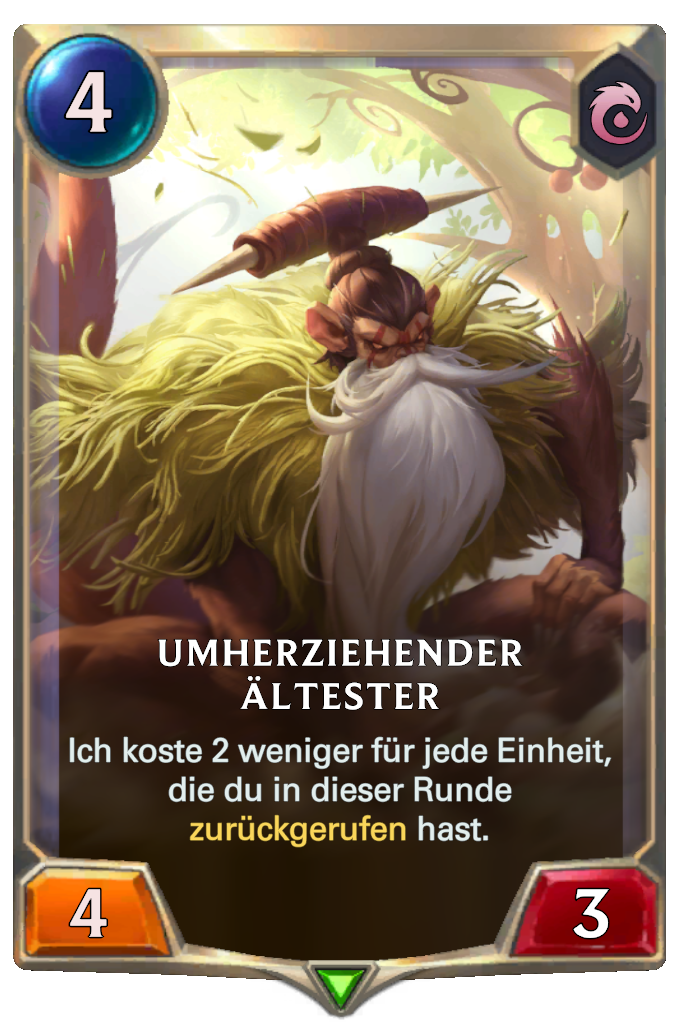 4
UMHERZIEHENDER
ÄLTESTER
Ich koste 2 weniger für jede Einheit,
die du in dieser Runde
zurückgerufen hast.
4
3